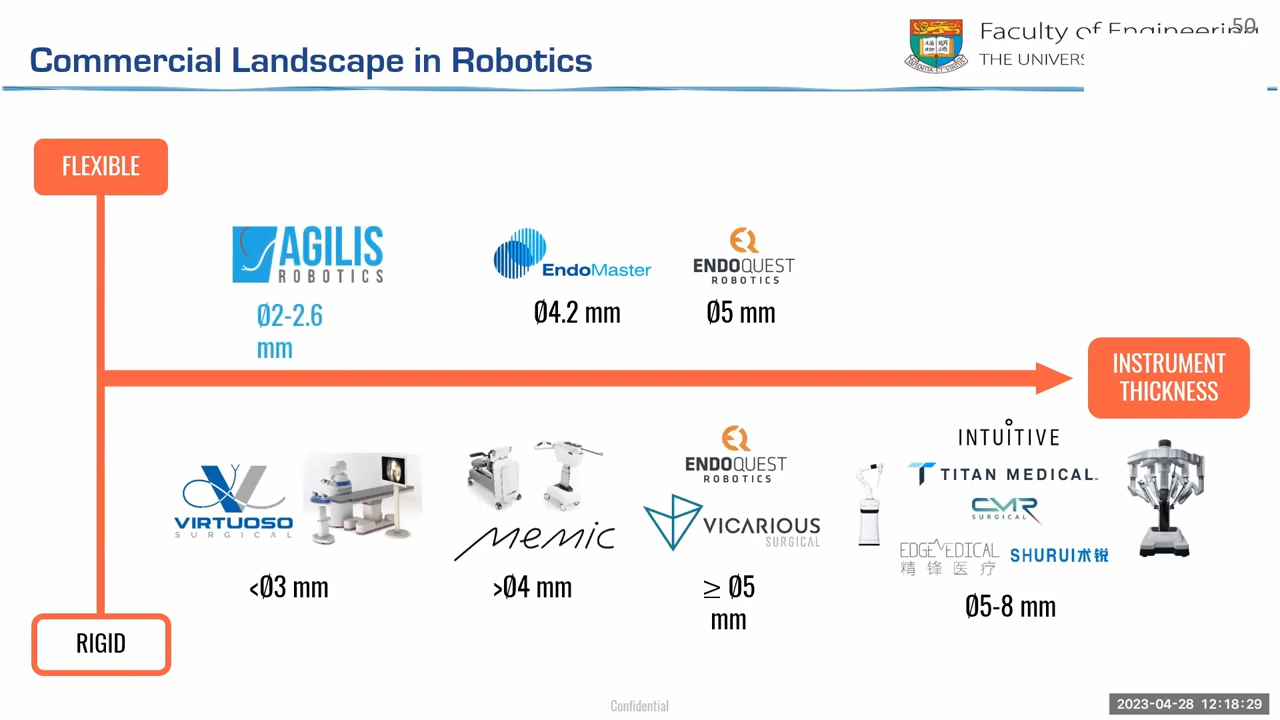 50
Faculty of Engineering
THE UNIVERS
Commercial Landscape in Robotics
FLEXIBLE
AGILIS
ROBOTICS
Ø2-2.6
mm
EndoMaster
Ø4.2 mm
ENDOQUEST
ROBOTICS
Ø5 mm
INSTRUMENT
THICKNESS
VIRTUOSO
SURGICAL
<Ø3 mm
memic
>Ø4 mm
ENDOQUEST
ROBOTICS
VICARIOUS
SURGICAL
≥ Ø5
mm
INTUITIVE
TITAN MEDICAL
CMR
SURGICAL
EDGE MEDICAL
精 锋 医 疗
SHURUI术锐
Ø5-8 mm
RIGID
Confidential
2023-04-28 12:18:29